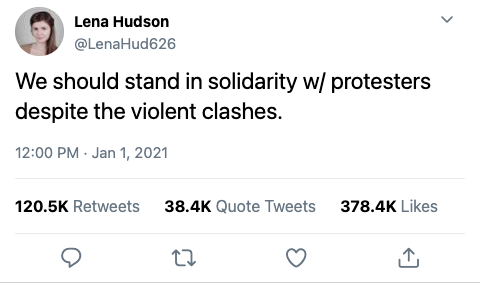 Lena Hudson
@LenaHud626
We should stand in solidarity w/ protesters
despite the violent clashes.
12:00 PM · Jan 1, 2021
120.5K Retweets 38.4K Quote Tweets 378.4K Likes